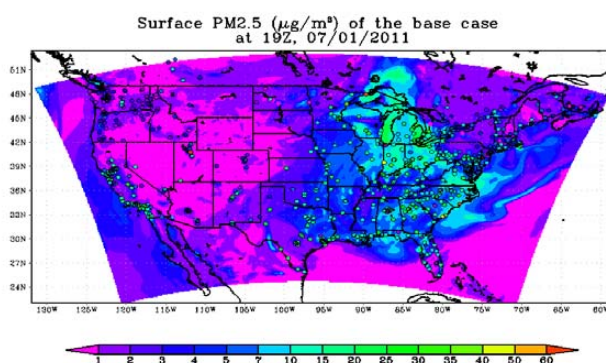 Surface PM2.5 (μg/m³) of the base case
at 19Z, 07/01/2011
51N
48N
45N
42N
39N
36N
33N
30N
27N
24N
130W 125W 120W 115W 110W 105W 100W 95W 90W 85W 80W 75W 70W 65W 60W
1 2 3 5 7 10 15 20 25 30 35 40 50 60